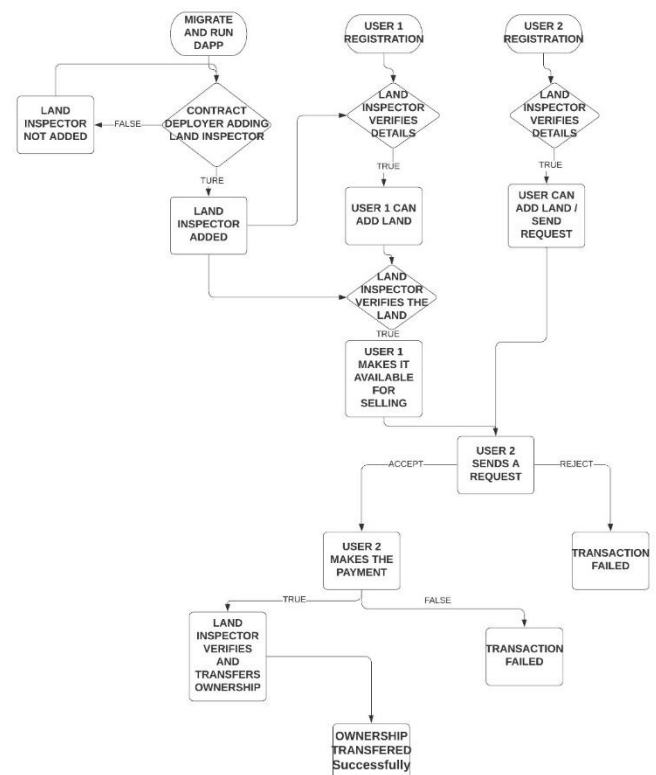 MIGRATE
AND RUN
DAPP
USER 1
REGISTRATION
USER 2
REGISTRATION
LAND
INSPECTOR
NOT ADDED
FALSE
CONTRACT
DEPLOYER ADDING
LAND INSPECTOR
LAND
INSPECTOR
VERIFIES
DETAILS
LAND
INSPECTOR
VERIFIES
DETAILS
TURE
TRUE
TRUE
LAND
INSPECTOR
ADDED
USER 1 CAN
ADD LAND
USER CAN
ADD LAND /
SEND
REQUEST
LAND
INSPECTOR
VERIFIES THE
LAND
TRUE
USER 1
MAKES IT
AVAILABLE
FOR
SELLING
USER 2
SENDS A
REQUEST
ACCEPT
REJECT
USER 2
MAKES THE
PAYMENT
TRANSACTION
FAILED
TRUE
FALSE
LAND
INSPECTOR
VERIFIES
AND
TRANSFERS
OWNERSHIP
TRANSACTION
FAILED
OWNERSHIP
TRANSFERED
Successfully